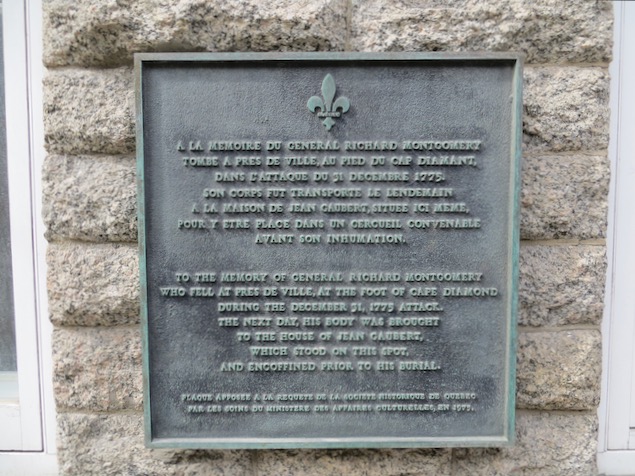 A LA MEMOIRE DU GENERAL RICHARD MONTGOMERY
TOMBE A PRES DE VILLE, AU PIED DU CAP DIAMANT,
DANS L'ATTAQUE DU 31 DECEMBRE 1775.
SON CORPS FUT TRANSPORTE LE LENDEMAIN
A LA MAISON DE JEAN GAUBERT, SITUEE ICI MEME,
POUR Y ETRE PLACE DANS UN CERCUEIL CONVENABLE
AVANT SON INHUMATION.
TO THE MEMORY OF GENERAL RICHARD MONTGOMERY
WHO FELL AT PRES DE VILLE, AT THE FOOT OF CAPE DIAMOND
DURING THE DECEMBER 31, 1775 ATTACK.
THE NEXT DAY, HIS BODY WAS BROUGHT
TO THE HOUSE OF JEAN GAUBERT,
WHICH STOOD ON THIS SPOT,
AND ENCOFFINED PRIOR TO HIS BURIAL.
PLAQUE APPOSEE A LA REQUETE DE LA SOCIETE HISTORIQUE DE QUEBEC
PAR LES SOINS DU MINISTERE DES AFFAIRES CULTURELLES, EN 1975.